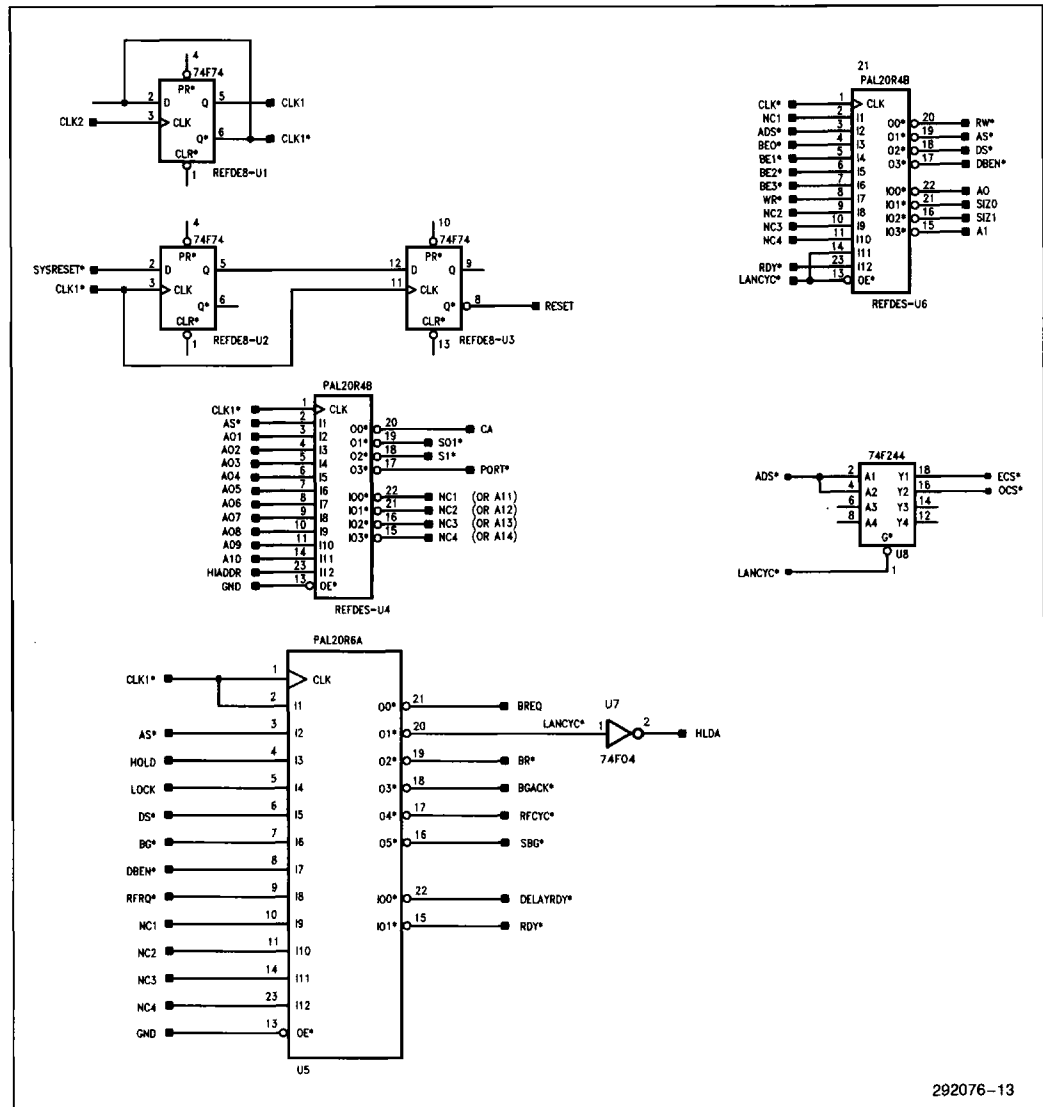 4
74F74
PR*
2 D Q 5 CLK1
CLK2 3 CLK
Q* 6 CLK1*
CLR*
1
REFDE8-U1
4
74F74
PR*
SYSRESET* 2 D Q 5
CLK1* 3 CLK
Q* 6
CLR*
1
REFDE8-U2
10
74F74
PR*
12 D Q 9
11 CLK
Q* 8 RESET
CLR*
13
REFDE8-U3
21
PAL20R4B
CLK* 1 CLK
NC1 2 I1 O0* 20 RW*
ADS* 3 I2 O1* 19 AS*
BE0* 4 I3 O2* 18 DS*
BE1* 5 I4 O3* 17 DBEN*
BE2* 6 I5
BE3* 7 I6 IO0* 22 A0
WR* 8 I7 IO1* 21 SIZ0
NC2 9 I8 IO2* 16 SIZ1
NC3 10 I9 IO3* 15 A1
NC4 11 I10
14 I11
RDY* 23 I12
LANCYC* 13 OE*
REFDES-U6
PAL20R4B
CLK1* 1 CLK
AS* 2 I1 O0* 20 CA
A01 3 I2 O1* 19 S01*
A02 4 I3 O2* 18 S1*
A03 5 I4 O3* 17 PORT*
A04 6 I5
A05 7 I6 IO0* 22 NC1 (OR A11)
A06 8 I7 IO1* 21 NC2 (OR A12)
A07 9 I8 IO2* 16 NC3 (OR A13)
A08 10 I9 IO3* 15 NC4 (OR A14)
A09 11 I10
A10 14 I11
HIADDR 23 I12
GND 13 OE*
REFDES-U4
74F244
ADS* 2 A1 Y1 18 ECS*
4 A2 Y2 16 OCS*
6 A3 Y3 14
8 A4 Y4 12
G*
U8
LANCYC* 1
PAL20R6A
CLK1* 1 CLK
2 I1 O0* 21 BREQ
AS* 3 I2 O1* 20 LANCYC* 1 U7 2 HLDA
74F04
HOLD 4 I3 O2* 19 BR*
LOCK 5 I4 O3* 18 BGACK*
DS* 6 I5 O4* 17 RFCYC*
BG* 7 I6 O5* 16 SBG*
DBEN* 8 I7
RFRQ* 9 I8 IO0* 22 DELAYRDY*
NC1 10 I9 IO1* 15 RDY*
NC2 11 I10
NC3 14 I11
NC4 23 I12
GND 13 OE*
U5
292076-13